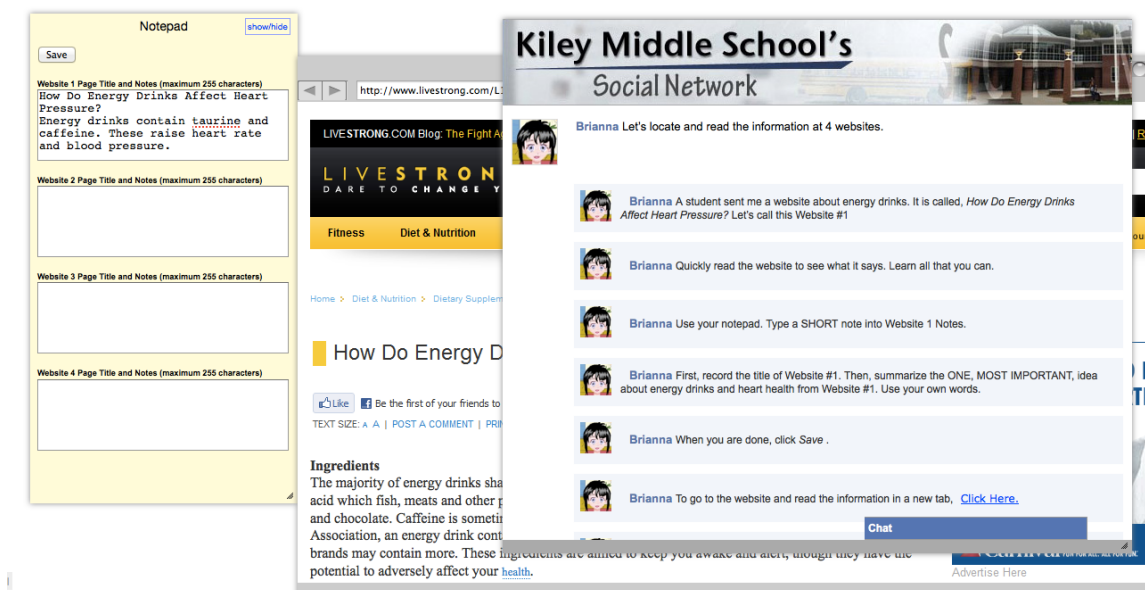 Notepad
show/hide
Save
Website 1 Page Title and Notes (maximum 255 characters)
How Do Energy Drinks Affect Heart
Pressure?
Energy drinks contain taurine and
caffeine. These raise heart rate
and blood pressure.
Website 2 Page Title and Notes (maximum 255 characters)
Website 3 Page Title and Notes (maximum 255 characters)
Website 4 Page Title and Notes (maximum 255 characters)
http://www.livestrong.com/
LIVESTRONG.COM Blog: The Fight
LIVESTRON
DARE TO CHANGE Y
Fitness
Diet & Nutrition
Home > Diet & Nutrition > Dietary Supplem
How Do Energy D
Like
Be the first of your friends to
TEXT SIZE: A A | POST A COMMENT | PRI
Ingredients
The majority of energy drinks sha
acid which fish, meats and other
and chocolate. Caffeine is someti
Association, an energy drink cont
brands may contain more. These ingredients are aimed to keep you awake and alert, though they have the
potential to adversely affect your health.
Kiley Middle School's
Social Network
Brianna Let's locate and read the information at 4 websites.
Brianna A student sent me a website about energy drinks. It is called, How Do Energy Drinks
Affect Heart Pressure? Let's call this Website #1
Brianna Quickly read the website to see what it says. Learn all that you can.
Brianna Use your notepad. Type a SHORT note into Website 1 Notes.
Brianna First, record the title of Website #1. Then, summarize the ONE, MOST IMPORTANT, idea
about energy drinks and heart health from Website #1. Use your own words.
Brianna When you are done, click Save .
Brianna To go to the website and read the information in a new tab, Click Here.
Chat
Advertise Here